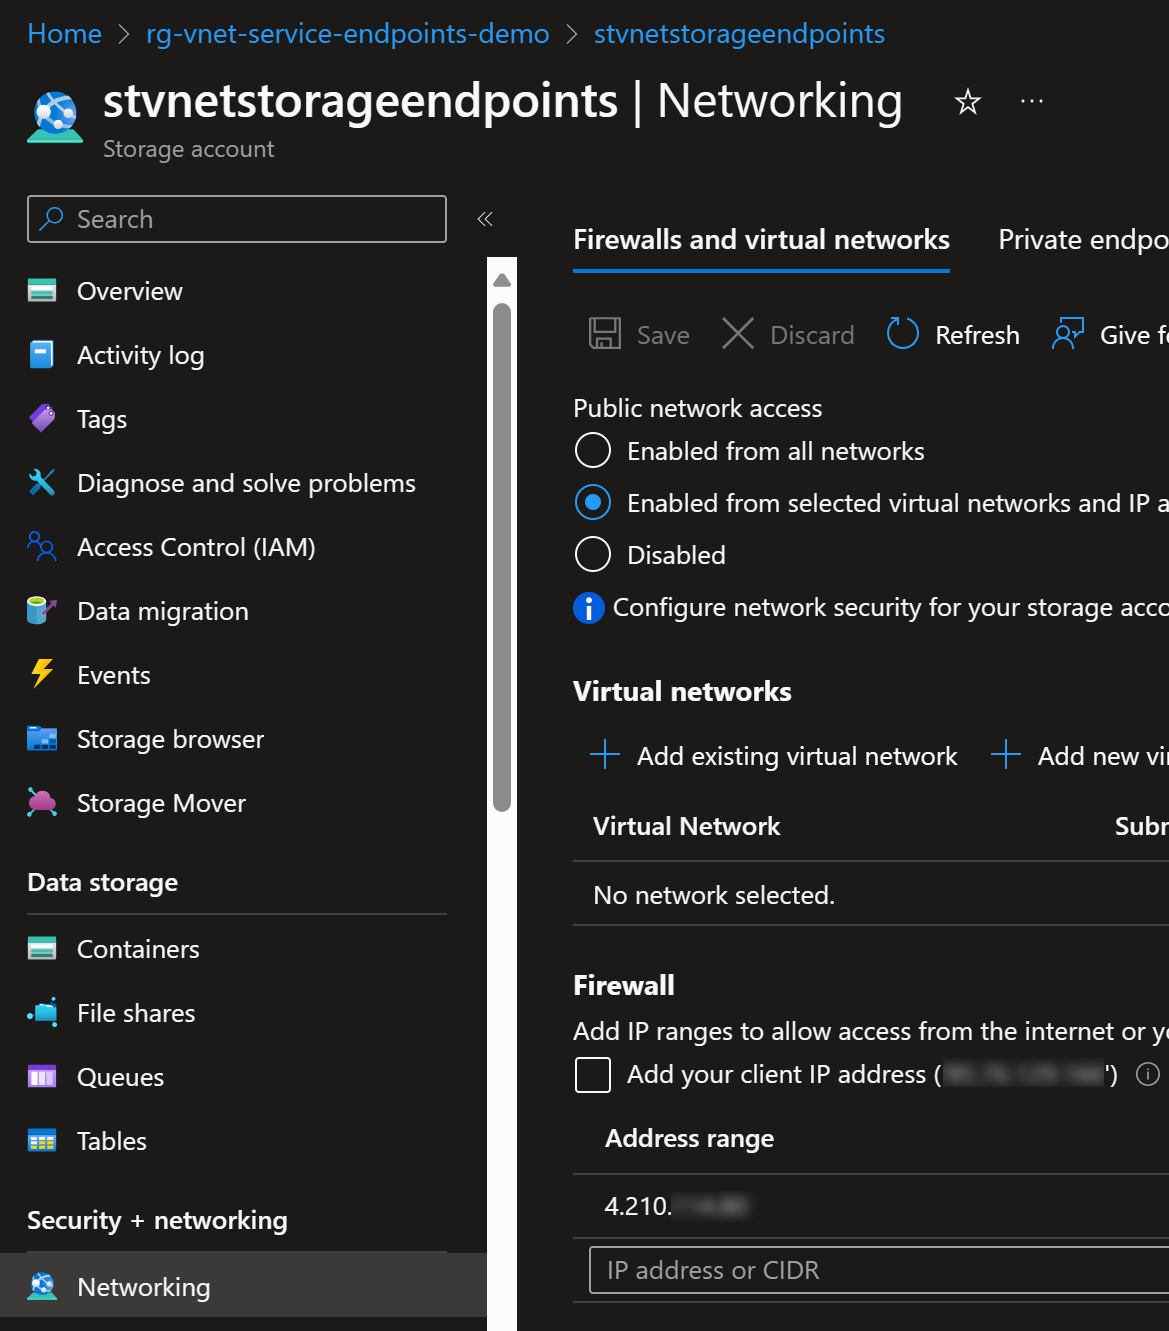 Home > rg-vnet-service-endpoints-demo > stvnetstorageendpoints
stvnetstorageendpoints | Networking
Storage account
Search
Overview
Activity log
Tags
Diagnose and solve problems
Access Control (IAM)
Data migration
Events
Storage browser
Storage Mover
Data storage
Containers
File shares
Queues
Tables
Security + networking
Networking
Firewalls and virtual networks Private endpo
Save Discard Refresh Give fe
Public network access
Enabled from all networks
Enabled from selected virtual networks and IP a
Disabled
Configure network security for your storage acco
Virtual networks
Add existing virtual network Add new vir
Virtual Network Subn
No network selected.
Firewall
Add IP ranges to allow access from the internet or yo
Add your client IP address ( ')
Address range
4.210.
IP address or CIDR